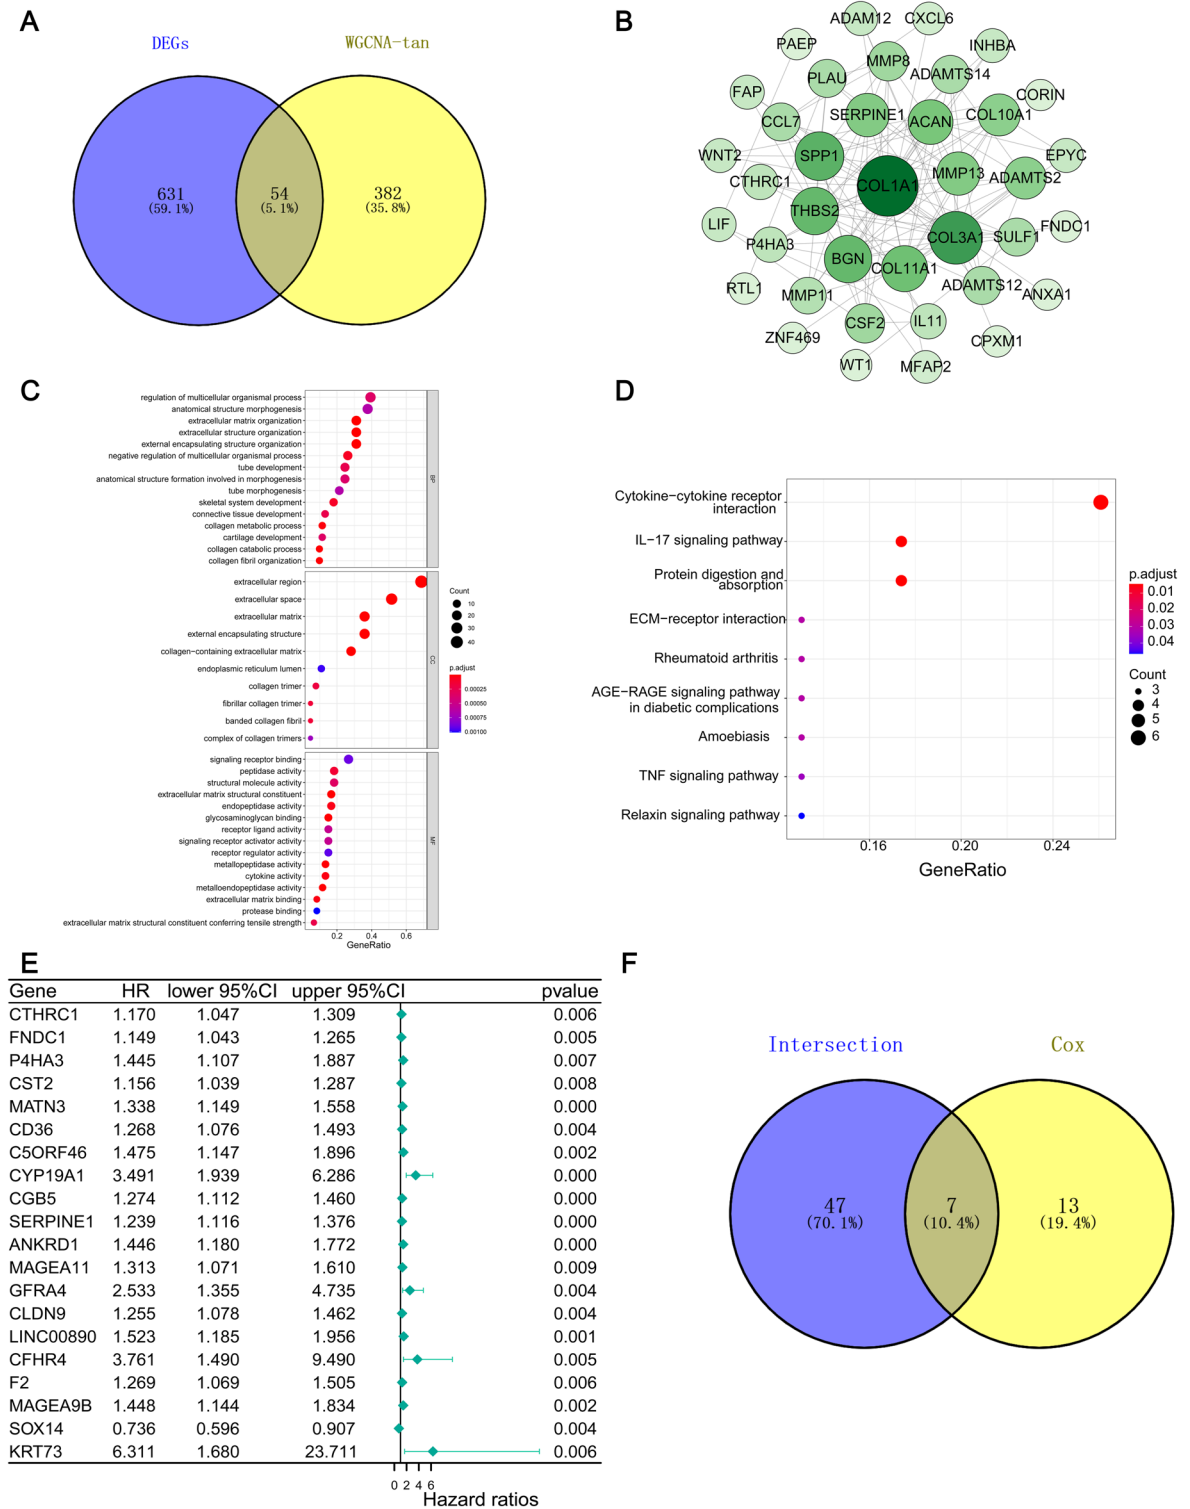 A
DEGs
WGCNA-tan
631
(59.1%)
54
(5.1%)
382
(35.8%)
B
ADAM12
CXCL6
PAEP
MMP8
INHBA
PLAU
ADAMTS14
FAP
CORIN
CCL7
SERPINE1
ACAN
COL10A1
WNT2
SPP1
EPYC
CTHRC1
COL1A1
MMP13
ADAMTS2
THBS2
LIF
P4HA3
COL3A1
SULF1
FNDC1
BGN
COL11A1
RTL1
MMP11
ADAMTS12
ANXA1
ZNF469
CSF2
IL11
CPXM1
WT1
MFAP2
C
regulation of multicellular organismal process
anatomical structure morphogenesis
extracellular matrix organization
extracellular structure organization
external encapsulating structure organization
negative regulation of multicellular organismal process
tube development
anatomical structure formation involved in morphogenesis
tube morphogenesis
skeletal system development
connective tissue development
collagen metabolic process
cartilage development
collagen catabolic process
collagen fibril organization
BP
extracellular region
extracellular space
extracellular matrix
external encapsulating structure
collagen-containing extracellular matrix
endoplasmic reticulum lumen
collagen trimer
fibrillar collagen trimer
banded collagen fibril
complex of collagen trimers
CC
signaling receptor binding
peptidase activity
structural molecule activity
extracellular matrix structural constituent
endopeptidase activity
glycosaminoglycan binding
receptor ligand activity
signaling receptor activator activity
receptor regulator activity
metallopeptidase activity
cytokine activity
metalloendopeptidase activity
extracellular matrix binding
protease binding
extracellular matrix structural constituent conferring tensile strength
MF
0.2 0.4 0.6
GeneRatio
Count
10
20
30
40
p.adjust
0.00025
0.00050
0.00075
0.00100
D
Cytokine−cytokine receptor
interaction
IL−17 signaling pathway
Protein digestion and
absorption
ECM−receptor interaction
Rheumatoid arthritis
AGE−RAGE signaling pathway
in diabetic complications
Amoebiasis
TNF signaling pathway
Relaxin signaling pathway
0.16 0.20 0.24
GeneRatio
p.adjust
0.01
0.02
0.03
0.04
Count
3
4
5
6
E
Gene HR lower 95%CI upper 95%CI pvalue
CTHRC1 1.170 1.047 1.309 0.006
FNDC1 1.149 1.043 1.265 0.005
P4HA3 1.445 1.107 1.887 0.007
CST2 1.156 1.039 1.287 0.008
MATN3 1.338 1.149 1.558 0.000
CD36 1.268 1.076 1.493 0.004
C5ORF46 1.475 1.147 1.896 0.002
CYP19A1 3.491 1.939 6.286 0.000
CGB5 1.274 1.112 1.460 0.000
SERPINE1 1.239 1.116 1.376 0.000
ANKRD1 1.446 1.180 1.772 0.000
MAGEA11 1.313 1.071 1.610 0.009
GFRA4 2.533 1.355 4.735 0.004
CLDN9 1.255 1.078 1.462 0.004
LINC00890 1.523 1.185 1.956 0.001
CFHR4 3.761 1.490 9.490 0.005
F2 1.269 1.069 1.505 0.006
MAGEA9B 1.448 1.144 1.834 0.002
SOX14 0.736 0.596 0.907 0.004
KRT73 6.311 1.680 23.711 0.006
0 2 4 6
Hazard ratios
F
Intersection
Cox
47
(70.1%)
7
(10.4%)
13
(19.4%)